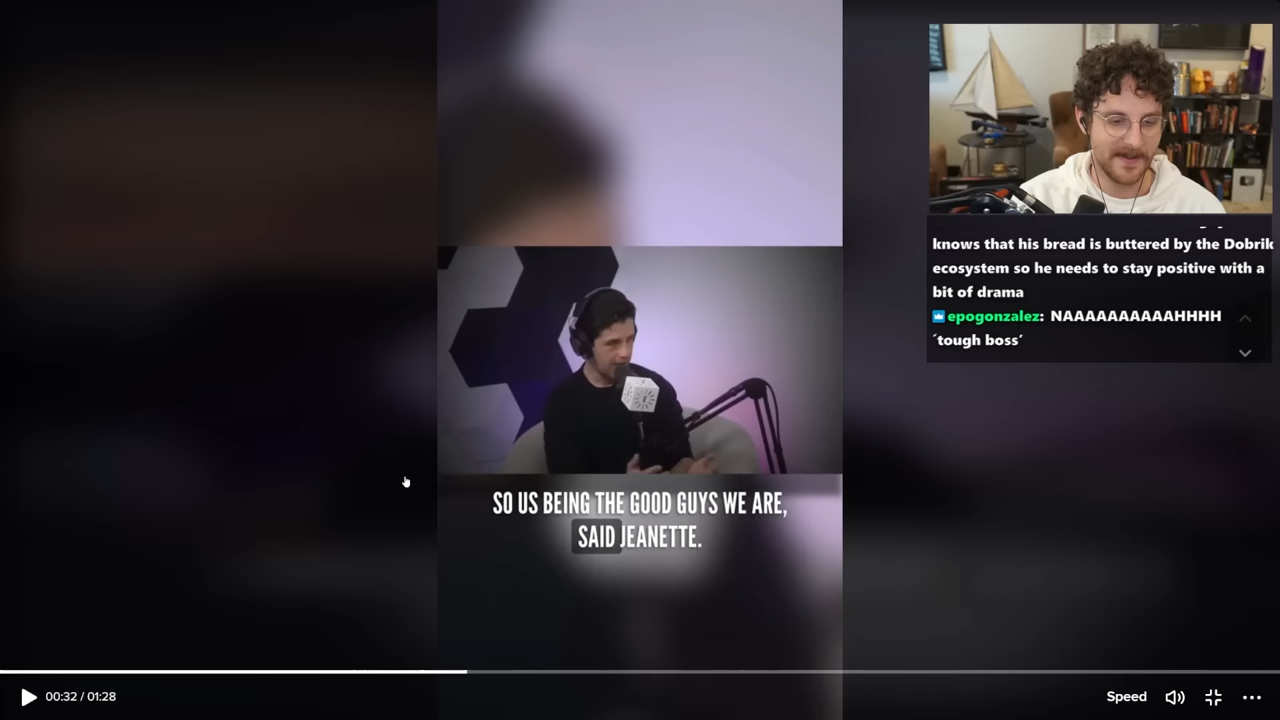 knows that his bread is buttered by the Dobrik
ecosystem so he needs to stay positive with a
bit of drama
epogonzalez: NAAAAAAAAAAHHHH
´tough boss´
SO US BEING THE GOOD GUYS WE ARE,
SAID JEANETTE.
00:32 / 01:28
Speed